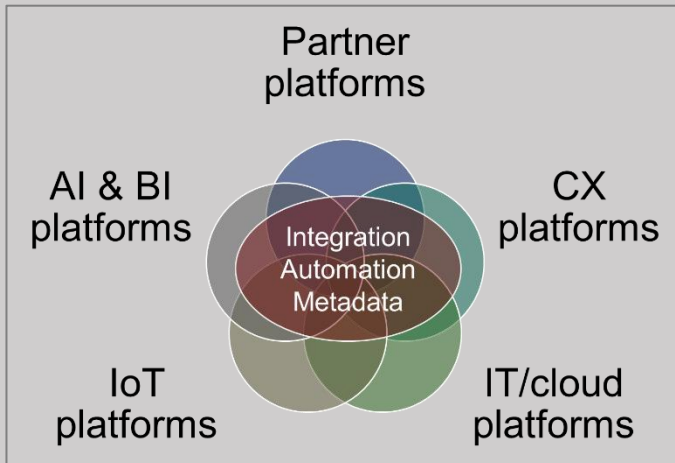 Partner
platforms
AI & BI
platforms
CX
platforms
Integration
Automation
Metadata
IoT
platforms
IT/cloud
platforms